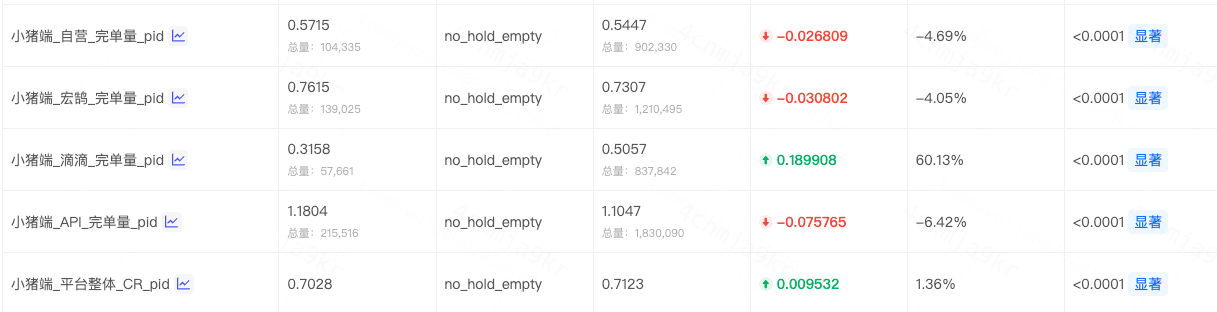 小猪端_自营_完单量_pid
0.5715
总量：104,335
no_hold_empty
0.5447
总量：902,330
−0.026809
−4.69%
<0.0001 显著
小猪端_宏鹄_完单量_pid
0.7615
总量：139,025
no_hold_empty
0.7307
总量：1,210,495
−0.030802
−4.05%
<0.0001 显著
小猪端_滴滴_完单量_pid
0.3158
总量：57,661
no_hold_empty
0.5057
总量：837,842
0.189908
60.13%
<0.0001 显著
小猪端_API_完单量_pid
1.1804
总量：215,516
no_hold_empty
1.1047
总量：1,830,090
−0.075765
−6.42%
<0.0001 显著
小猪端_平台整体_CR_pid
0.7028
no_hold_empty
0.7123
0.009532
1.36%
<0.0001 显著